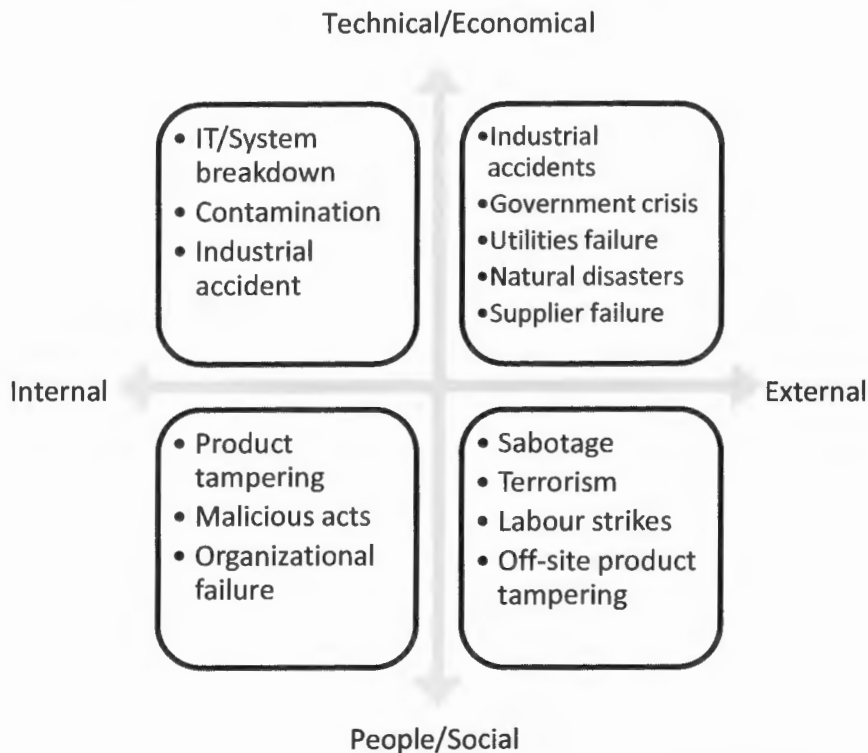 Technical/Economical
• IT/System
breakdown
• Contamination
• Industrial
accident
•Industrial
accidents
•Government crisis
•Utilities failure
•Natural disasters
•Supplier failure
Internal
External
• Product
tampering
• Malicious acts
• Organizational
failure
• Sabotage
• Terrorism
• Labour strikes
• Off-site product
tampering
People/Social